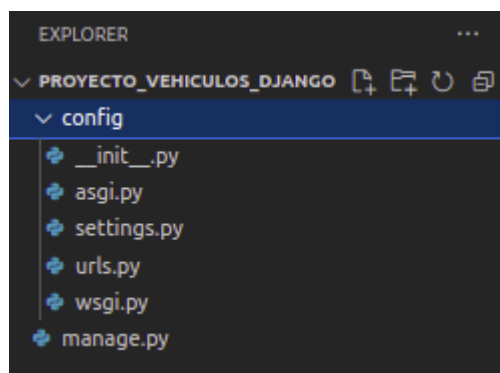 EXPLORER ...
PROYECTO_VEHICULOS_DJANGO
config
__init__.py
asgi.py
settings.py
urls.py
wsgi.py
manage.py